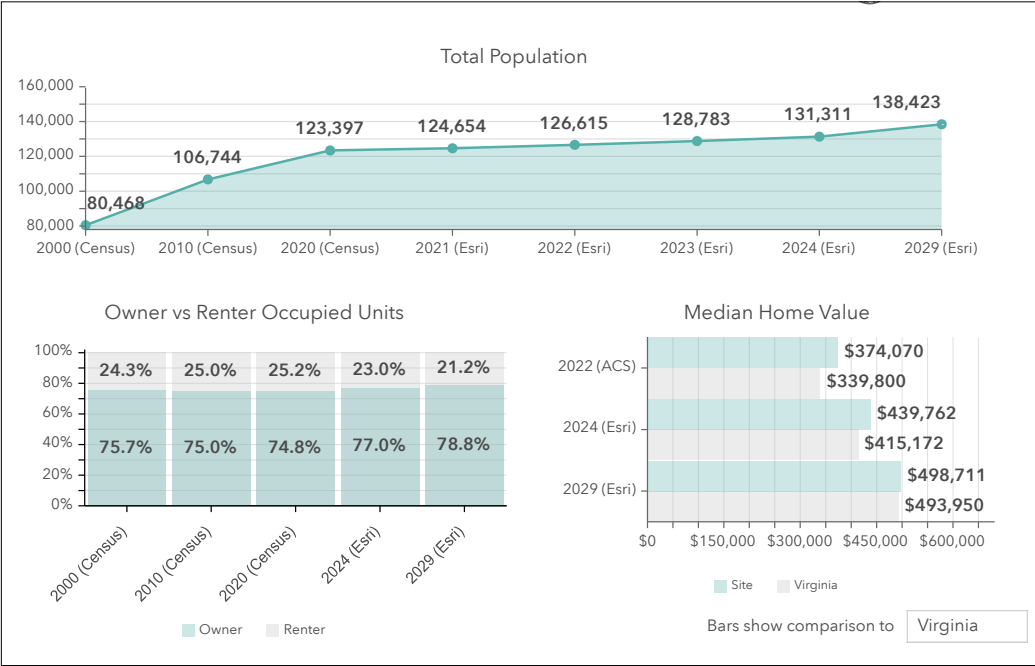 Total Population
160,000
140,000
120,000
100,000
80,000
80,468
106,744
123,397
124,654
126,615
128,783
131,311
138,423
2000 (Census) 2010 (Census) 2020 (Census) 2021 (Esri) 2022 (Esri) 2023 (Esri) 2024 (Esri) 2029 (Esri)
Owner vs Renter Occupied Units
100%
80%
60%
40%
20%
0%
24.3% 25.0% 25.2% 23.0% 21.2%
75.7% 75.0% 74.8% 77.0% 78.8%
2000 (Census)
2010 (Census)
2020 (Census)
2024 (Esri)
2029 (Esri)
Owner Renter
Median Home Value
2022 (ACS)
$374,070
$339,800
2024 (Esri)
$439,762
$415,172
2029 (Esri)
$498,711
$493,950
$0 $150,000 $300,000 $450,000 $600,000
Site Virginia
Bars show comparison to Virginia